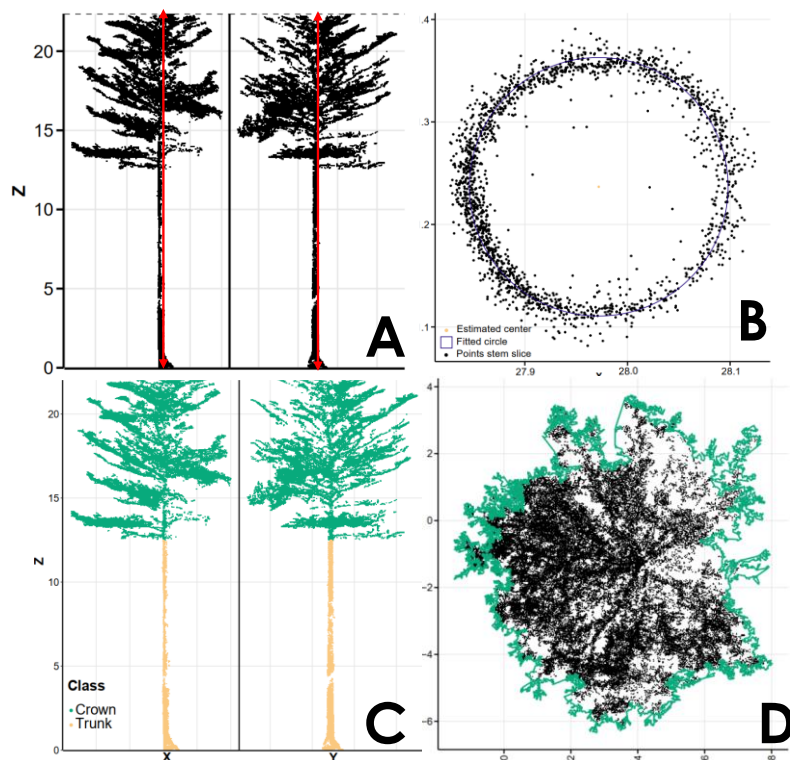 20
15
10
5
0
Z
A
.4
.3
.2
.1
27.9
28.0
28.1
Estimated center
Fitted circle
Points stem slice
B
20
15
10
5
0
Z
Class
Crown
Trunk
X
Y
C
4
2
0
−2
−4
−6
0
2
4
6
8
D